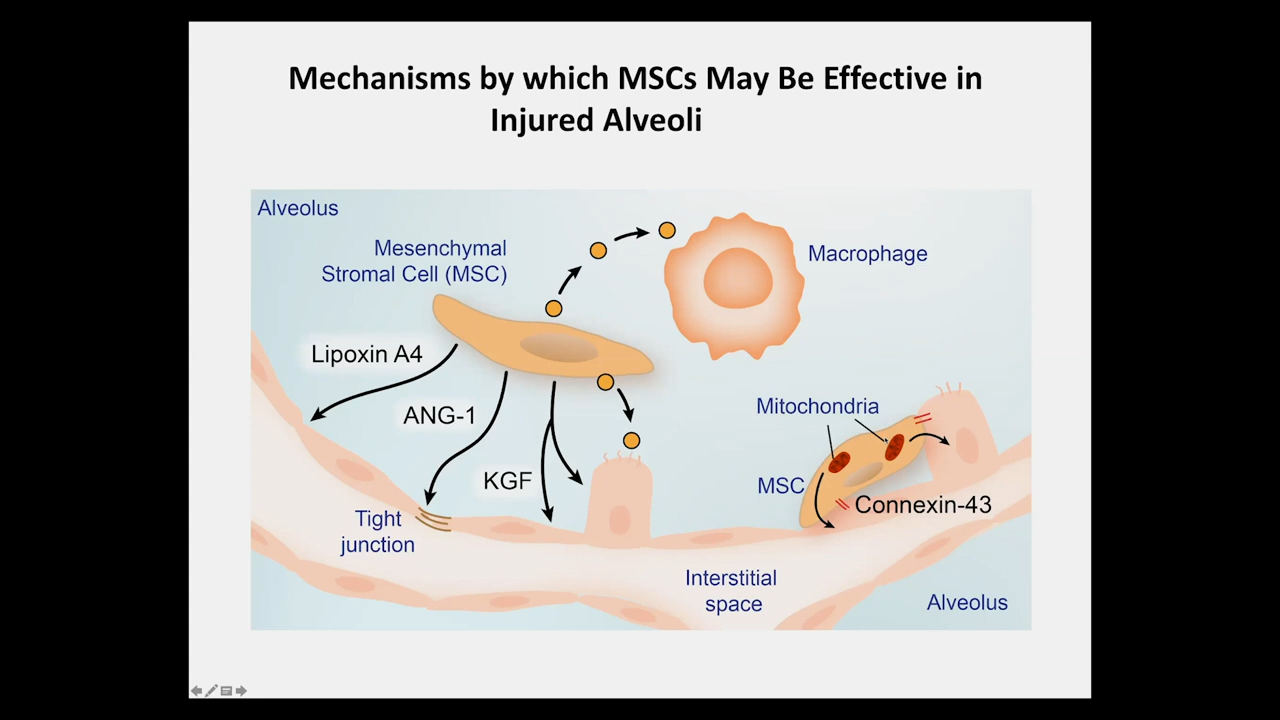 Mechanisms by which MSCs May Be Effective in
Injured Alveoli
Alveolus
Mesenchymal
Stromal Cell (MSC)
Macrophage
Lipoxin A4
ANG-1
KGF
Tight
junction
Mitochondria
MSC
Connexin-43
Interstitial
space
Alveolus